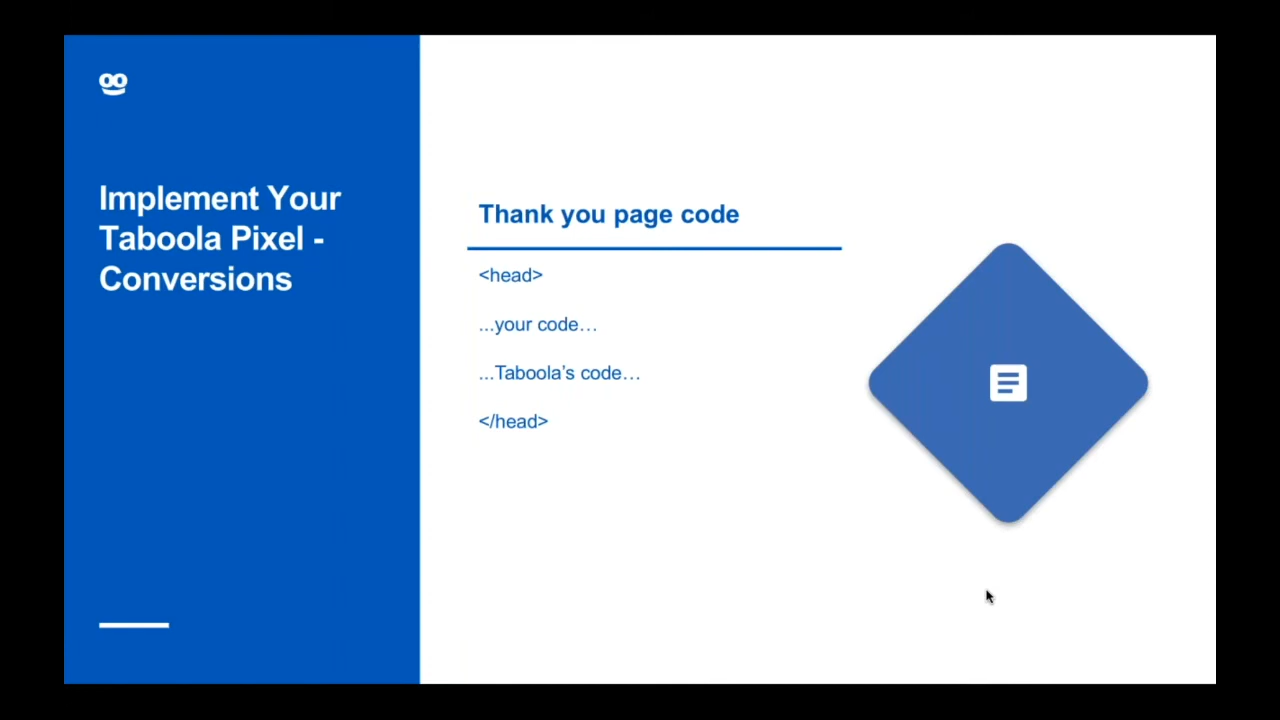 Implement Your
Taboola Pixel -
Conversions
Thank you page code
<head>
...your code…
...Taboola’s code…
</head>